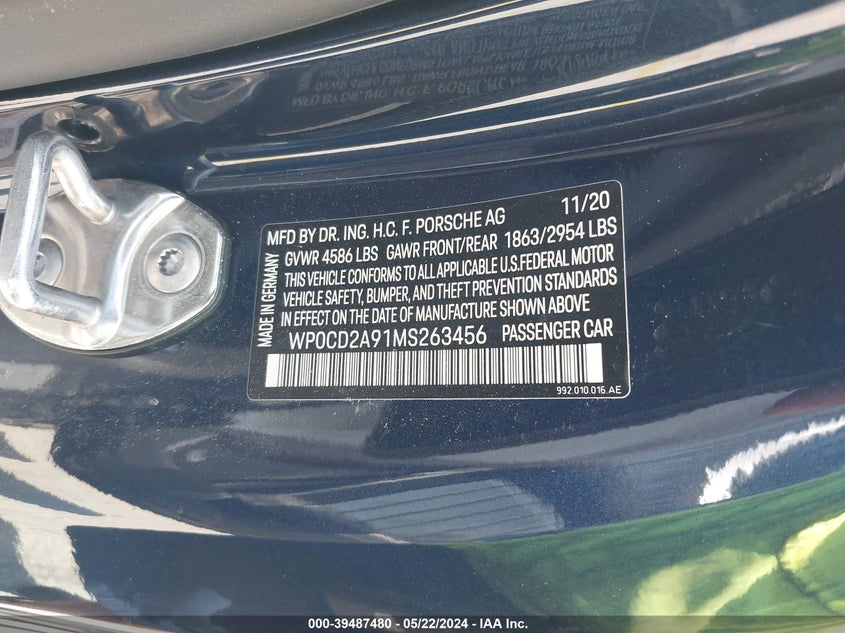 MFD BY DR. ING. H.C. F. PORSCHE AG 11/20
GVWR 4586 LBS GAWR FRONT/REAR 1863/2954 LBS
THIS VEHICLE CONFORMS TO ALL APPLICABLE U.S.FEDERAL MOTOR
VEHICLE SAFETY, BUMPER, AND THEFT PREVENTION STANDARDS
IN EFFECT ON THE DATE OF MANUFACTURE SHOWN ABOVE
WP0CD2A91MS263456 PASSENGER CAR
MADE IN GERMANY
992.010.016 AE
000-39487480 - 05/22/2024 - IAA Inc.